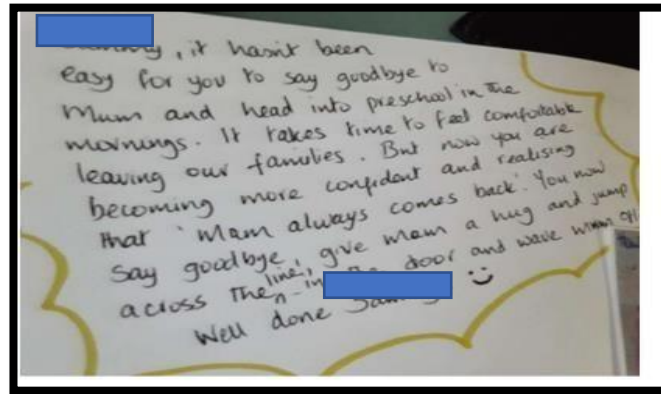 , it hasn't been
easy for you to say goodbye to
Mum and head into preschool in the
mornings. It takes time to feel comfortable
leaving our families. But now you are
becoming more confident and realising
that 'Mam always comes back'. You now
say goodbye, give mam a hug and jump
across the line, in door and wave
Well done